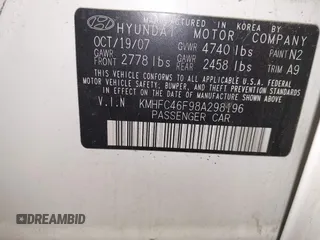 MANUFACTURED IN KOREA BY
HYUNDAI MOTOR COMPANY
OCT/19/07 GVWR 4740 lbs PAINT N2
GAWR FRONT 2778 lbs GAWR REAR 2458 lbs TRIM A9
THIS VEHICLE CONFORMS TO ALL APPLICABLE U.S. FEDERAL MOTOR
VEHICLE SAFETY, BUMPER, AND THEFT PREVENTION STANDARDS
IN EFFECT ON THE DATE OF MANUFACTURE SHOWN ABOVE.
V.I.N KMHFC46F98A298196
PASSENGER CAR
DREAMBID